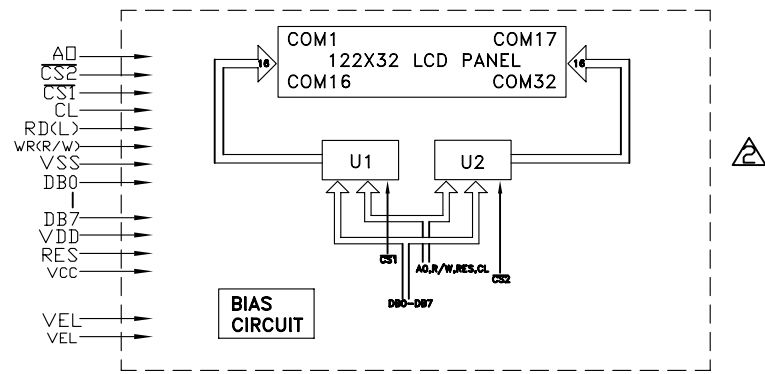 A0
CS2
CS1
CL
RD(L)
WR(R/W)
VSS
DB0
DB7
VDD
RES
VCC
VEL
VEL
COM1 COM17
122X32 LCD PANEL
COM16 COM32
16
16
U1
U2
CS1
A0,R/W,RES,CL
CS2
DB0-DB7
BIAS
CIRCUIT
2